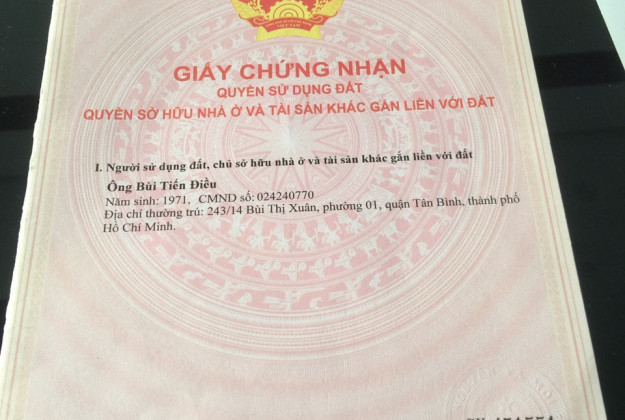 GIẤY CHỨNG NHẬN
QUYỀN SỬ DỤNG ĐẤT
QUYỀN SỞ HỮU NHÀ Ở VÀ TÀI SẢN KHÁC GẮN LIỀN VỚI ĐẤT
I. Người sử dụng đất, chủ sở hữu nhà ở và tài sản khác gắn liền với đất
Ông Bùi Tiến Điều
Năm sinh: 1971, CMND số: 024240770
Địa chỉ thường trú: 243/14 Bùi Thị Xuân, phường 01, quận Tân Bình, thành phố
Hồ Chí Minh.